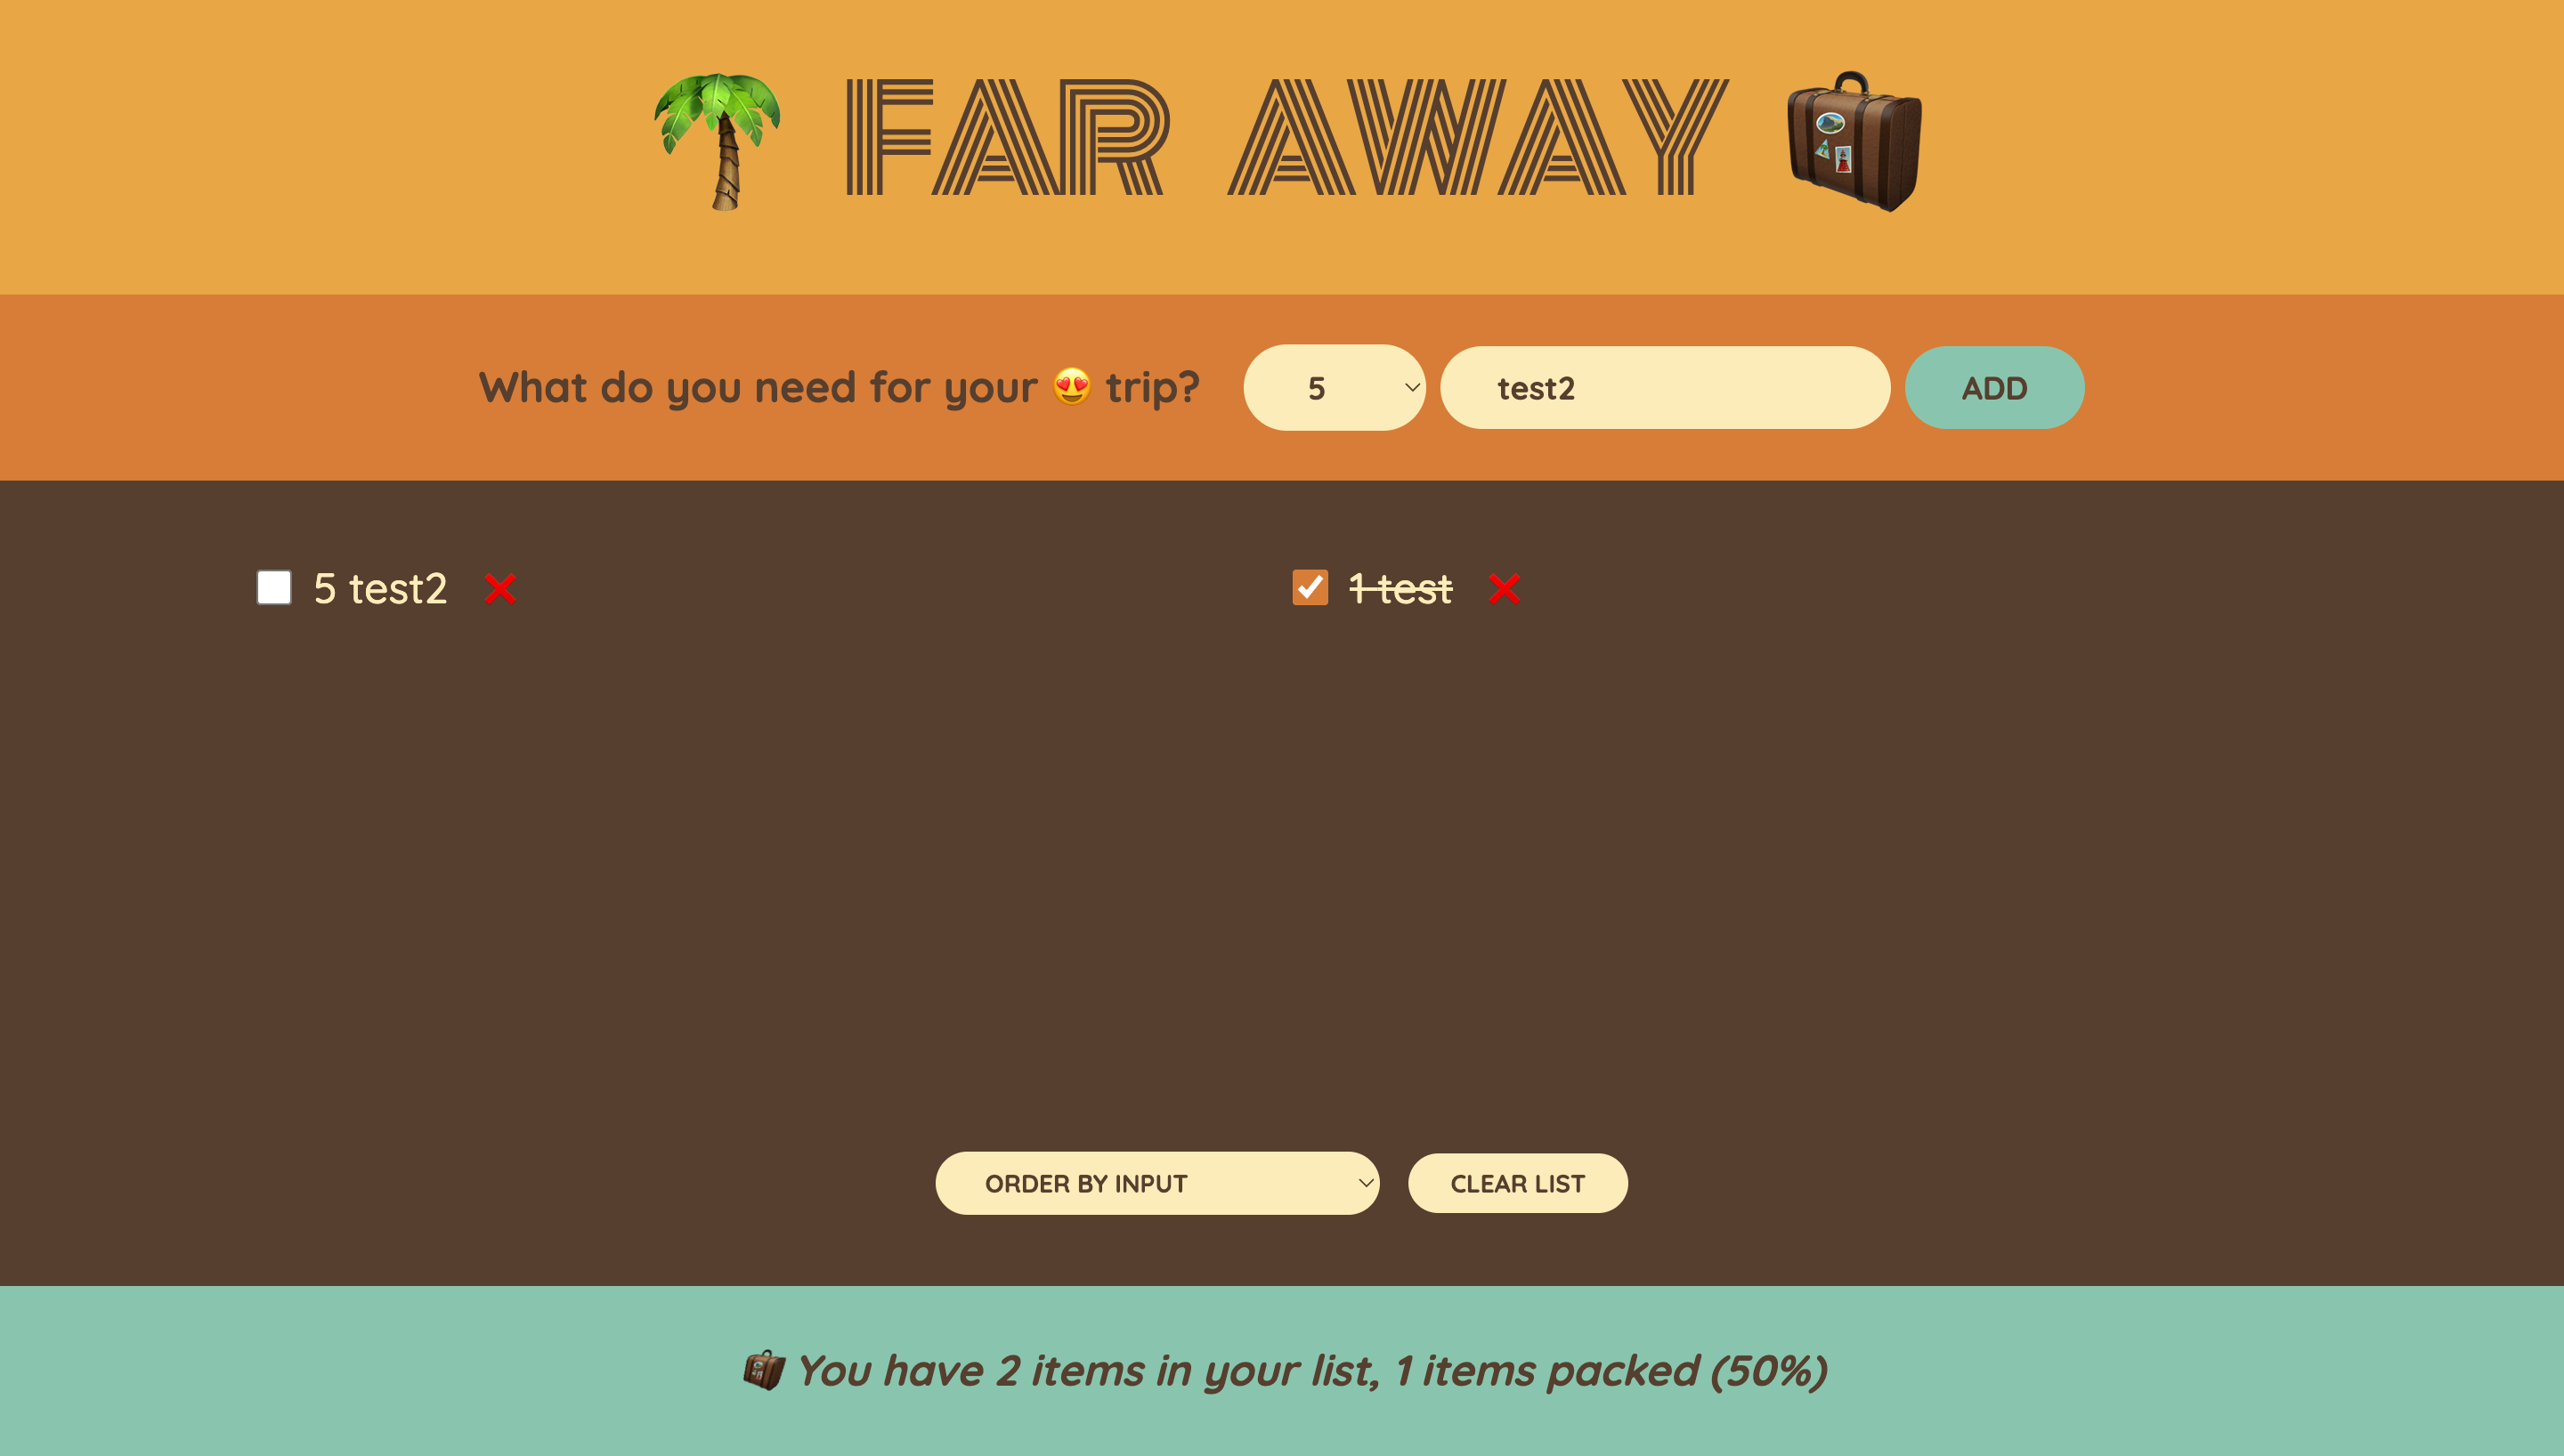 🌴 FAR AWAY 🧳
What do you need for your 😍 trip? 5 test2 ADD
5 test2 ❌ 1 test ❌
ORDER BY INPUT CLEAR LIST
🧳 You have 2 items in your list, 1 items packed (50%)